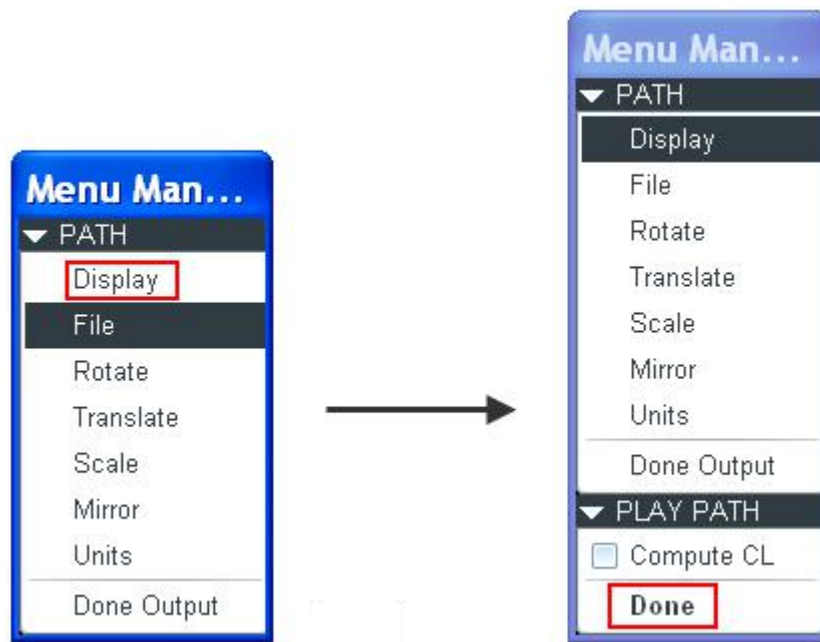 Menu Man...
PATH
Display
File
Rotate
Translate
Scale
Mirror
Units
Done Output
Menu Man...
PATH
Display
File
Rotate
Translate
Scale
Mirror
Units
Done Output
PLAY PATH
Compute CL
Done